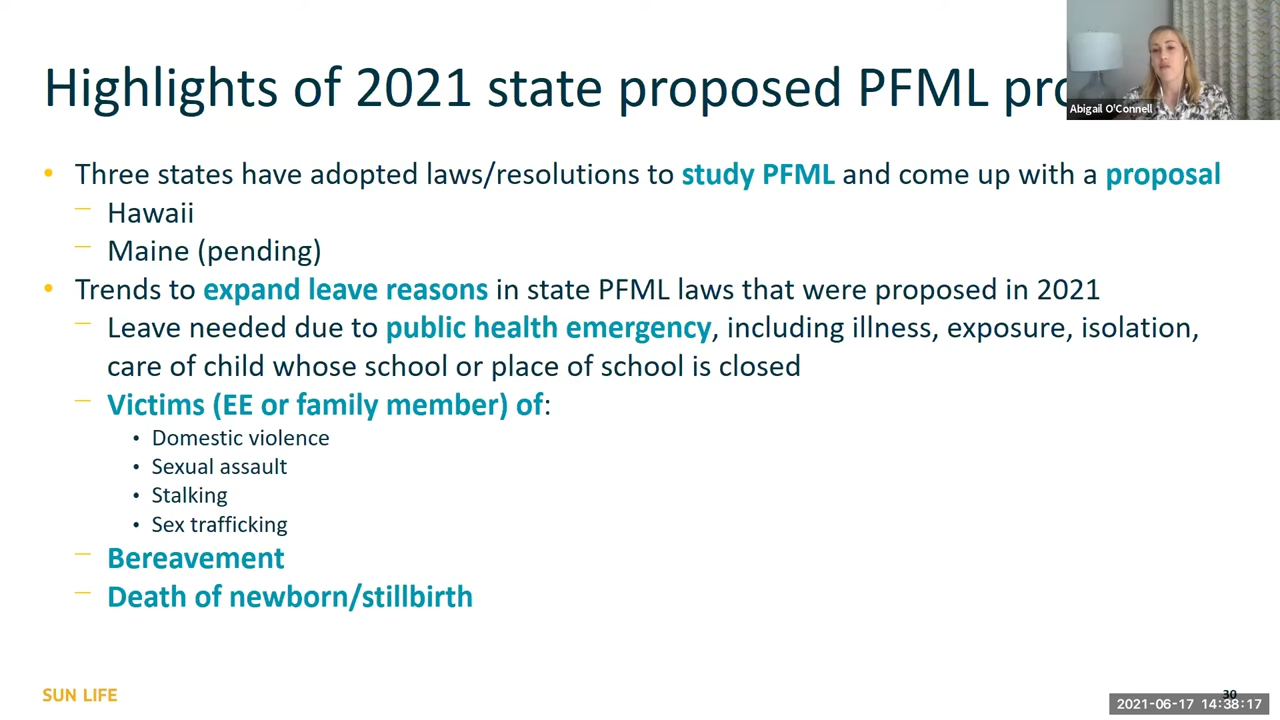 Highlights of 2021 state proposed PFML
Abigail O'Connell
• Three states have adopted laws/resolutions to study PFML and come up with a proposal
– Hawaii
– Maine (pending)
• Trends to expand leave reasons in state PFML laws that were proposed in 2021
– Leave needed due to public health emergency, including illness, exposure, isolation,
care of child whose school or place of school is closed
– Victims (EE or family member) of:
• Domestic violence
• Sexual assault
• Stalking
• Sex trafficking
– Bereavement
– Death of newborn/stillbirth
SUN LIFE
30
2021-06-17 14:38:17